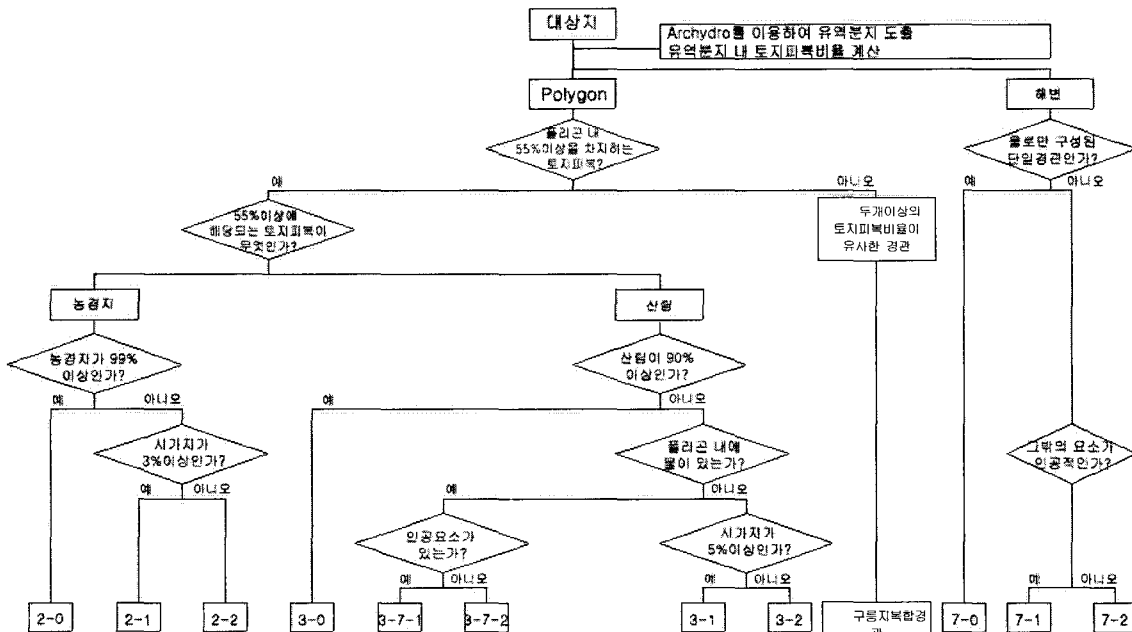 대상지
Archydro를 이용하여 유역분지 도출
유역분지 내 토지피복비율 계산
Polygon
해변
폴리곤 내
55%이상을 차지하는
토지피복?
물로만 구성된
단일경관인가?
예
아니오
예
아니오
55%이상에
해당되는 토지피복이
무엇인가?
두개이상의
토지피복비율이
유사한 경관
농경지
산림
농경지가 99%
이상인가?
산림이 90%
이상인가?
예
아니오
예
아니오
시가지가
3%이상인가?
폴리곤 내에
물이 있는가?
그밖의 요소가
인공적인가?
예
아니오
예
아니오
인공요소가
있는가?
시가지가
5%이상인가?
예
아니오
예
아니오
예
아니오
2-0
2-1
2-2
3-0
3-7-1
3-7-2
3-1
3-2
구릉지복합경
관
7-0
7-1
7-2